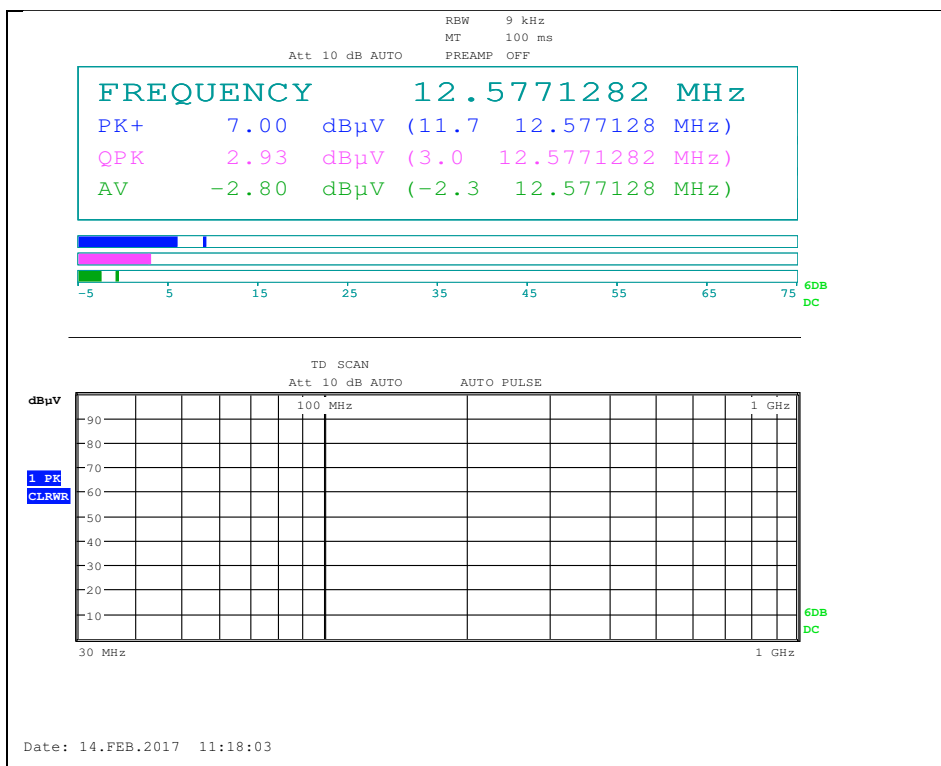 RBW 9 kHz
MT 100 ms
Att 10 dB AUTO PREAMP OFF
FREQUENCY 12.5771282 MHz
PK+ 7.00 dBµV (11.7 12.577128 MHz)
QPK 2.93 dBµV (3.0 12.5771282 MHz)
AV -2.80 dBµV (-2.3 12.577128 MHz)
-5 5 15 25 35 45 55 65 75
6DB
DC
TD SCAN
Att 10 dB AUTO AUTO PULSE
dBµV
100 MHz 1 GHz
90
80
70
1 PK
60
CLRWR
50
40
30
20
10
6DB
DC
30 MHz 1 GHz
Date: 14.FEB.2017 11:18:03